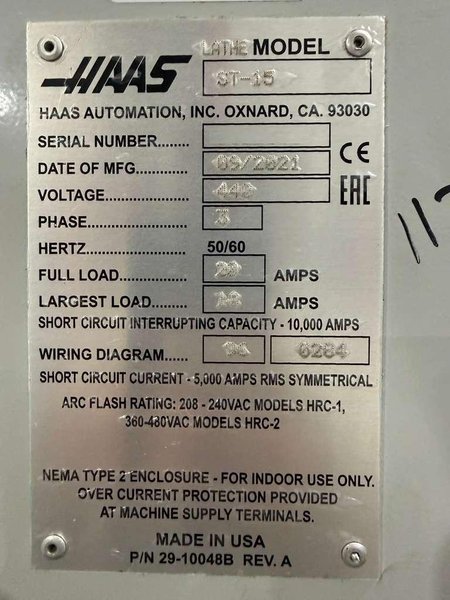 HAAS LATHE MODEL
ST-15
HAAS AUTOMATION, INC. OXNARD, CA. 93030
SERIAL NUMBER........
DATE OF MFG......... 09/2021
CE
VOLTAGE............... 440
EAC
PHASE................. 3
HERTZ 50/60
FULL LOAD............ 20 AMPS
LARGEST LOAD..... AMPS
SHORT CIRCUIT INTERRUPTING CAPACITY - 10,000 AMPS
WIRING DIAGRAM...... 6284
SHORT CIRCUIT CURRENT - 5,000 AMPS RMS SYMMETRICAL
ARC FLASH RATING: 208 - 240VAC MODELS HRC-1,
360-480VAC MODELS HRC-2
NEMA TYPE 2 ENCLOSURE - FOR INDOOR USE ONLY.
OVER CURRENT PROTECTION PROVIDED
AT MACHINE SUPPLY TERMINALS.
MADE IN USA
P/N 29-10048B REV. A